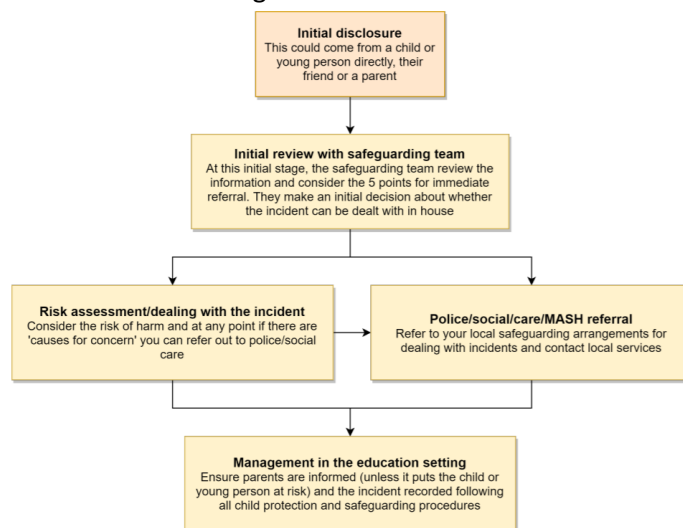 Initial disclosure
This could come from a child or
young person directly, their
friend or a parent
Initial review with safeguarding team
At this initial stage, the safeguarding team review the
information and consider the 5 points for immediate
referral. They make an initial decision about whether
the incident can be dealt with in house
Risk assessment/dealing with the incident
Consider the risk of harm and at any point if there are
'causes for concern' you can refer out to police/social
care
Police/social/care/MASH referral
Refer to your local safeguarding arrangements for
dealing with incidents and contact local services
Management in the education setting
Ensure parents are informed (unless it puts the child or
young person at risk) and the incident recorded following
all child protection and safeguarding procedures